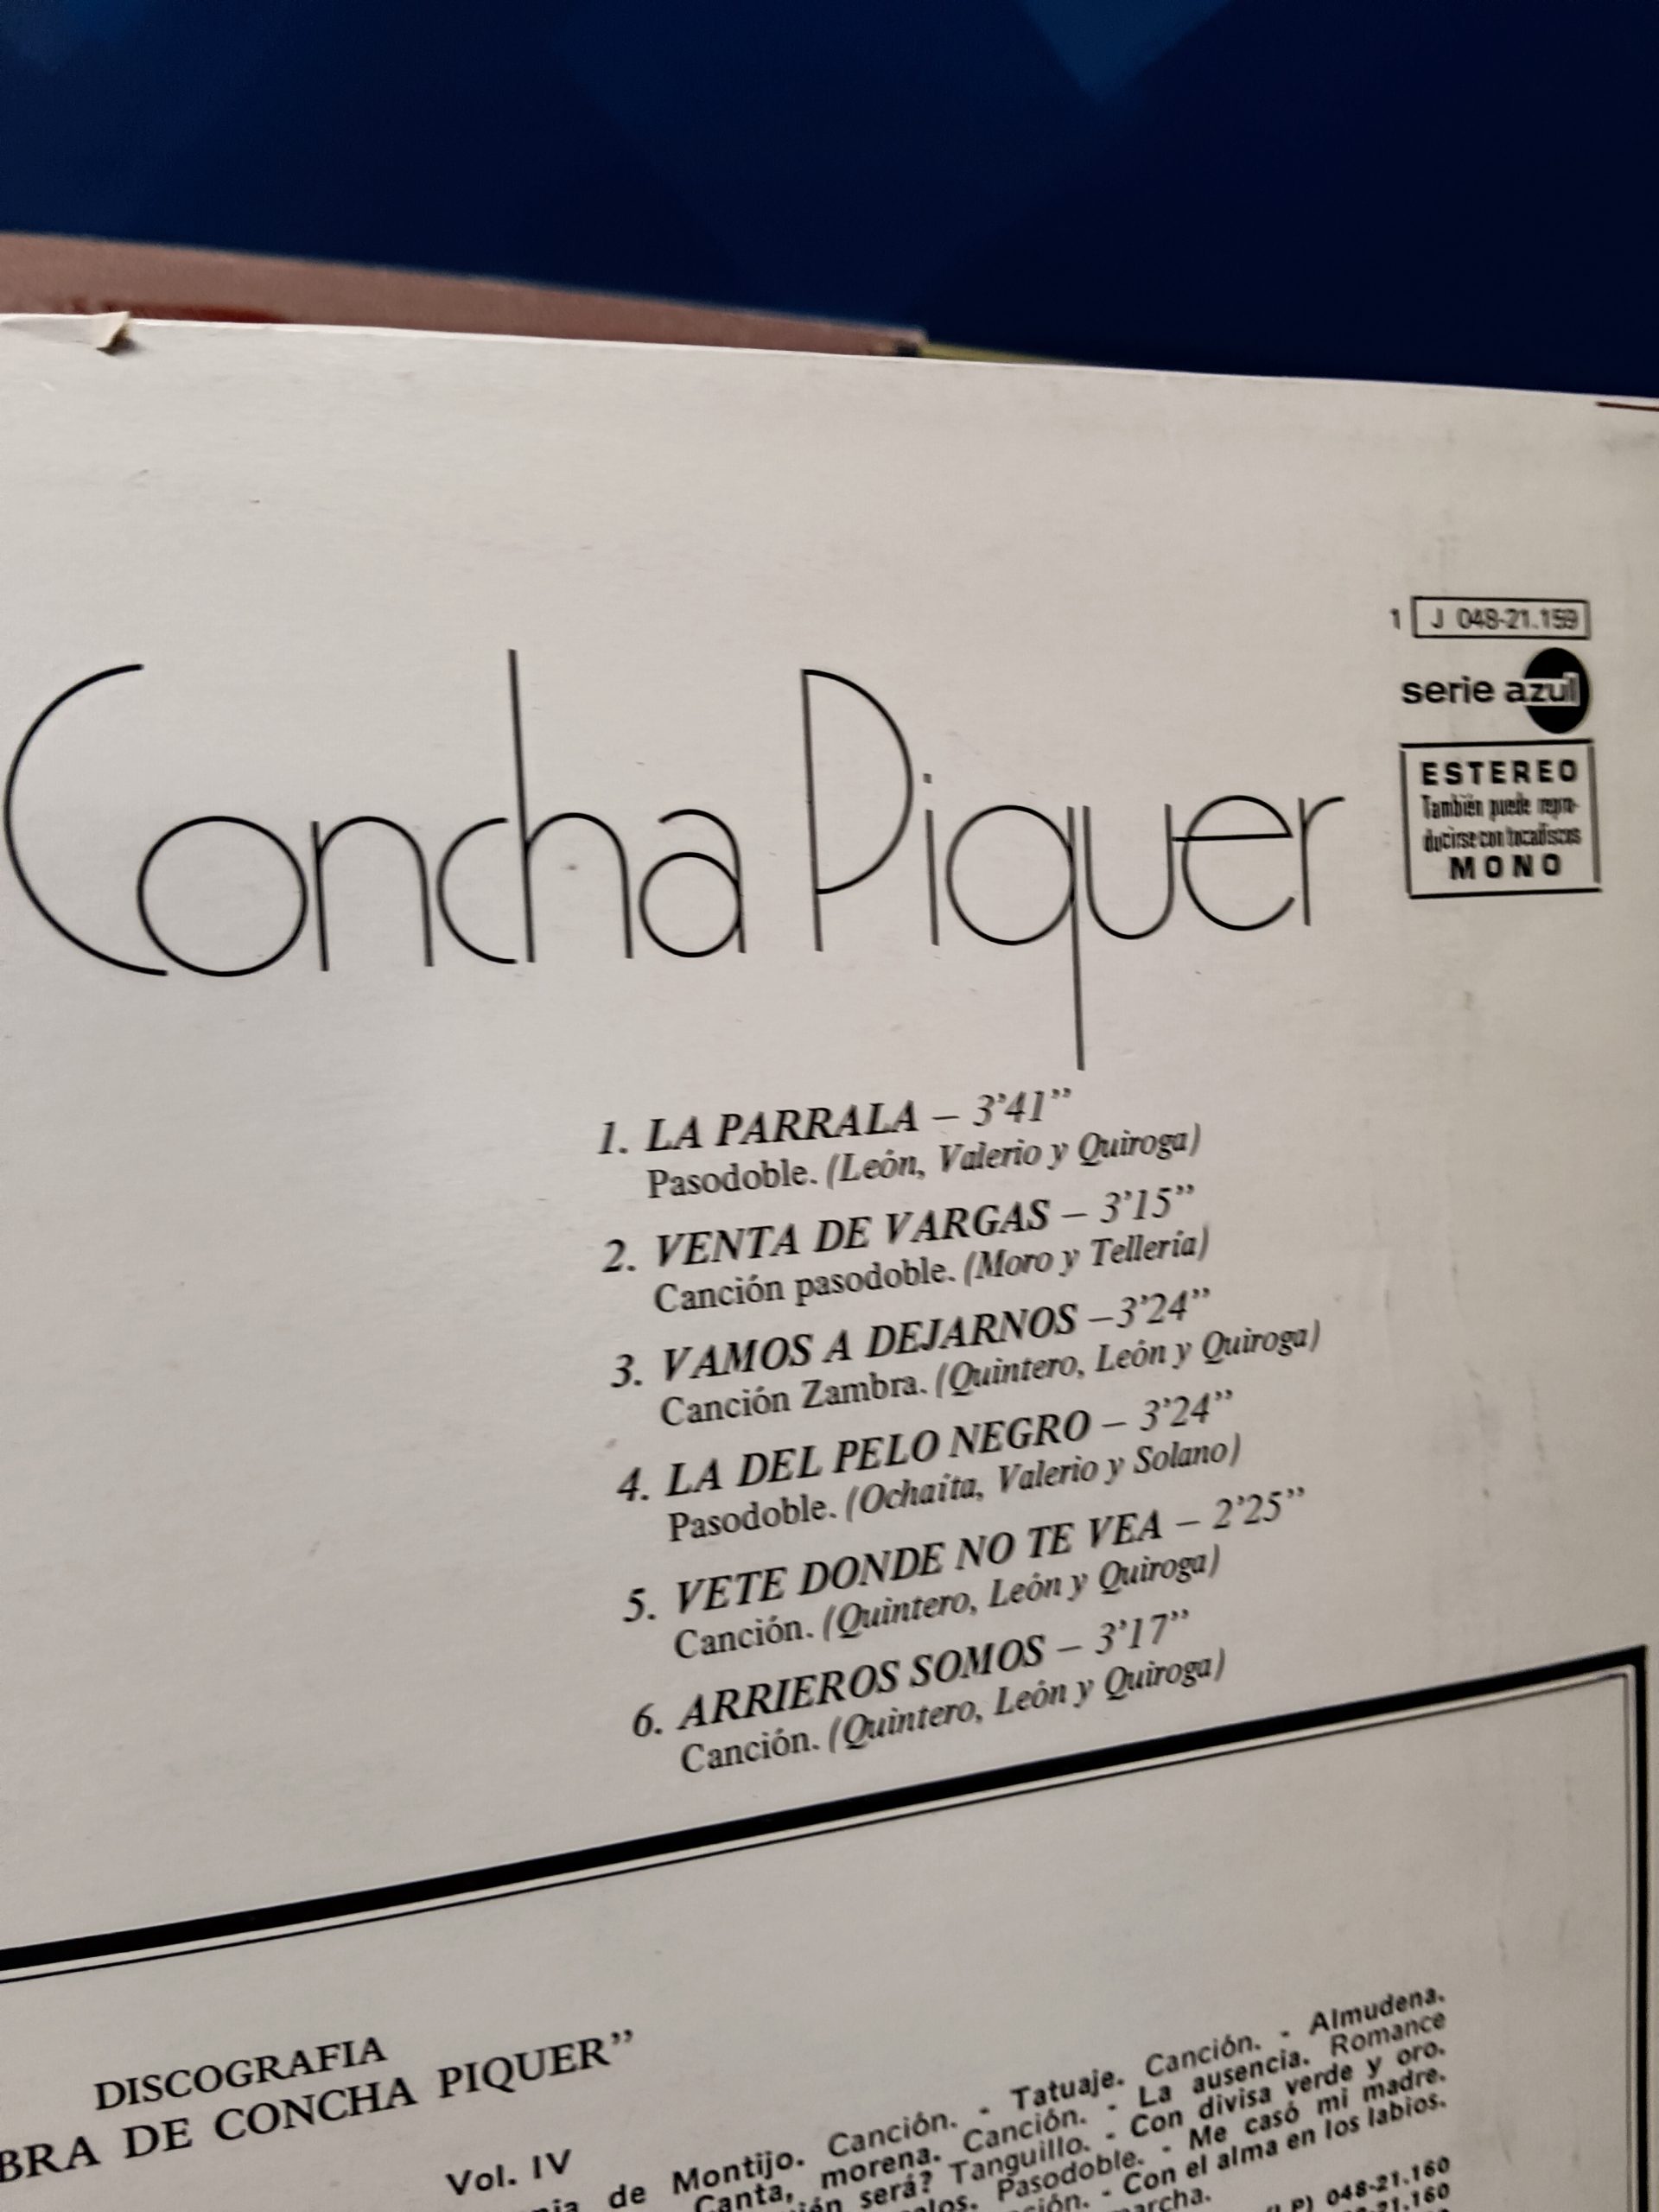 1 J 048-21.159
serie azul
ESTEREO
También puede repro-
ducirse con tocadiscos
MONO
Concha Piquer
1. LA PARRALA – 3’41’’
Pasodoble. (León, Valerio y Quiroga)
2. VENTA DE VARGAS – 3’15’’
Canción pasodoble. (Moro y Tellería)
3. VAMOS A DEJARNOS –3’24’’
Canción Zambra. (Quintero, León y Quiroga)
4. LA DEL PELO NEGRO – 3’24’’
Pasodoble. (Ochaíta, Valerio y Solano)
5. VETE DONDE NO TE VEA – 2’25’’
Canción. (Quintero, León y Quiroga)
6. ARRIEROS SOMOS – 3’17’’
Canción. (Quintero, León y Quiroga)
DISCOGRAFIA
BRA DE CONCHA PIQUER”
Vol. IV
de Montijo. Canción. - Tatuaje. Canción. - Almudena.
Canta, morena. Canción. - La ausencia. Romance
será? Tanguillo. - Con divisa verde y oro.
Pasodoble. - Me casó mi madre.
- Con el alma en los labios.
048-21.160